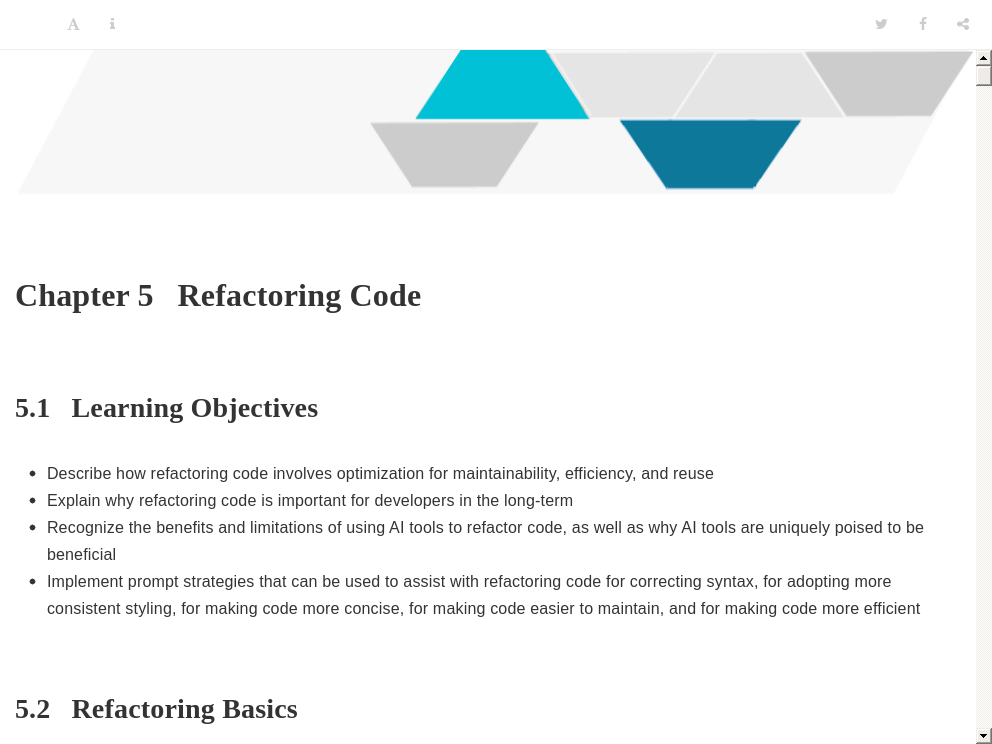 Chapter 5 Refactoring Code
5.1 Learning Objectives
• Describe how refactoring code involves optimization for maintainability, efficiency, and reuse
• Explain why refactoring code is important for developers in the long-term
• Recognize the benefits and limitations of using AI tools to refactor code, as well as why AI tools are uniquely poised to be
beneficial
• Implement prompt strategies that can be used to assist with refactoring code for correcting syntax, for adopting more
consistent styling, for making code more concise, for making code easier to maintain, and for making code more efficient
5.2 Refactoring Basics